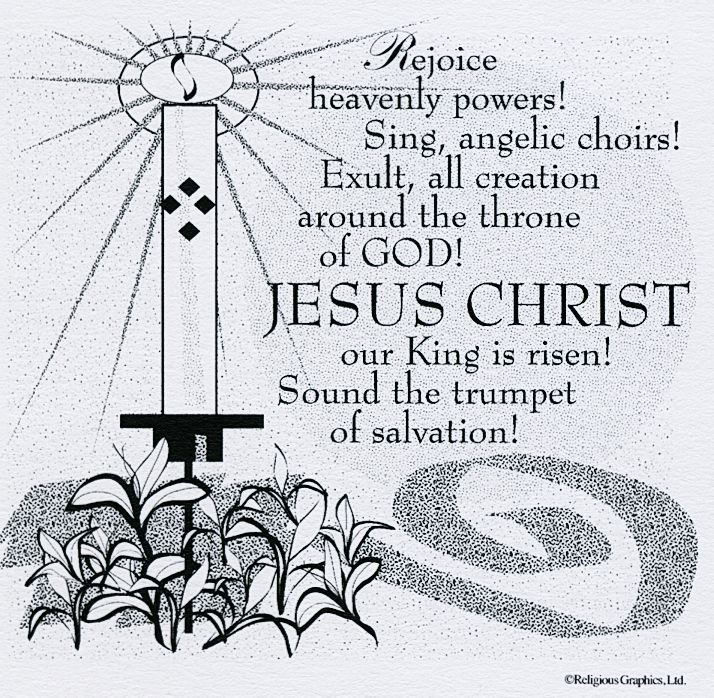 Rejoice
heavenly powers!
Sing, angelic choirs!
Exult, all creation
around the throne
of GOD!
JESUS CHRIST
our King is risen!
Sound the trumpet
of salvation!
©Religious Graphics, Ltd.